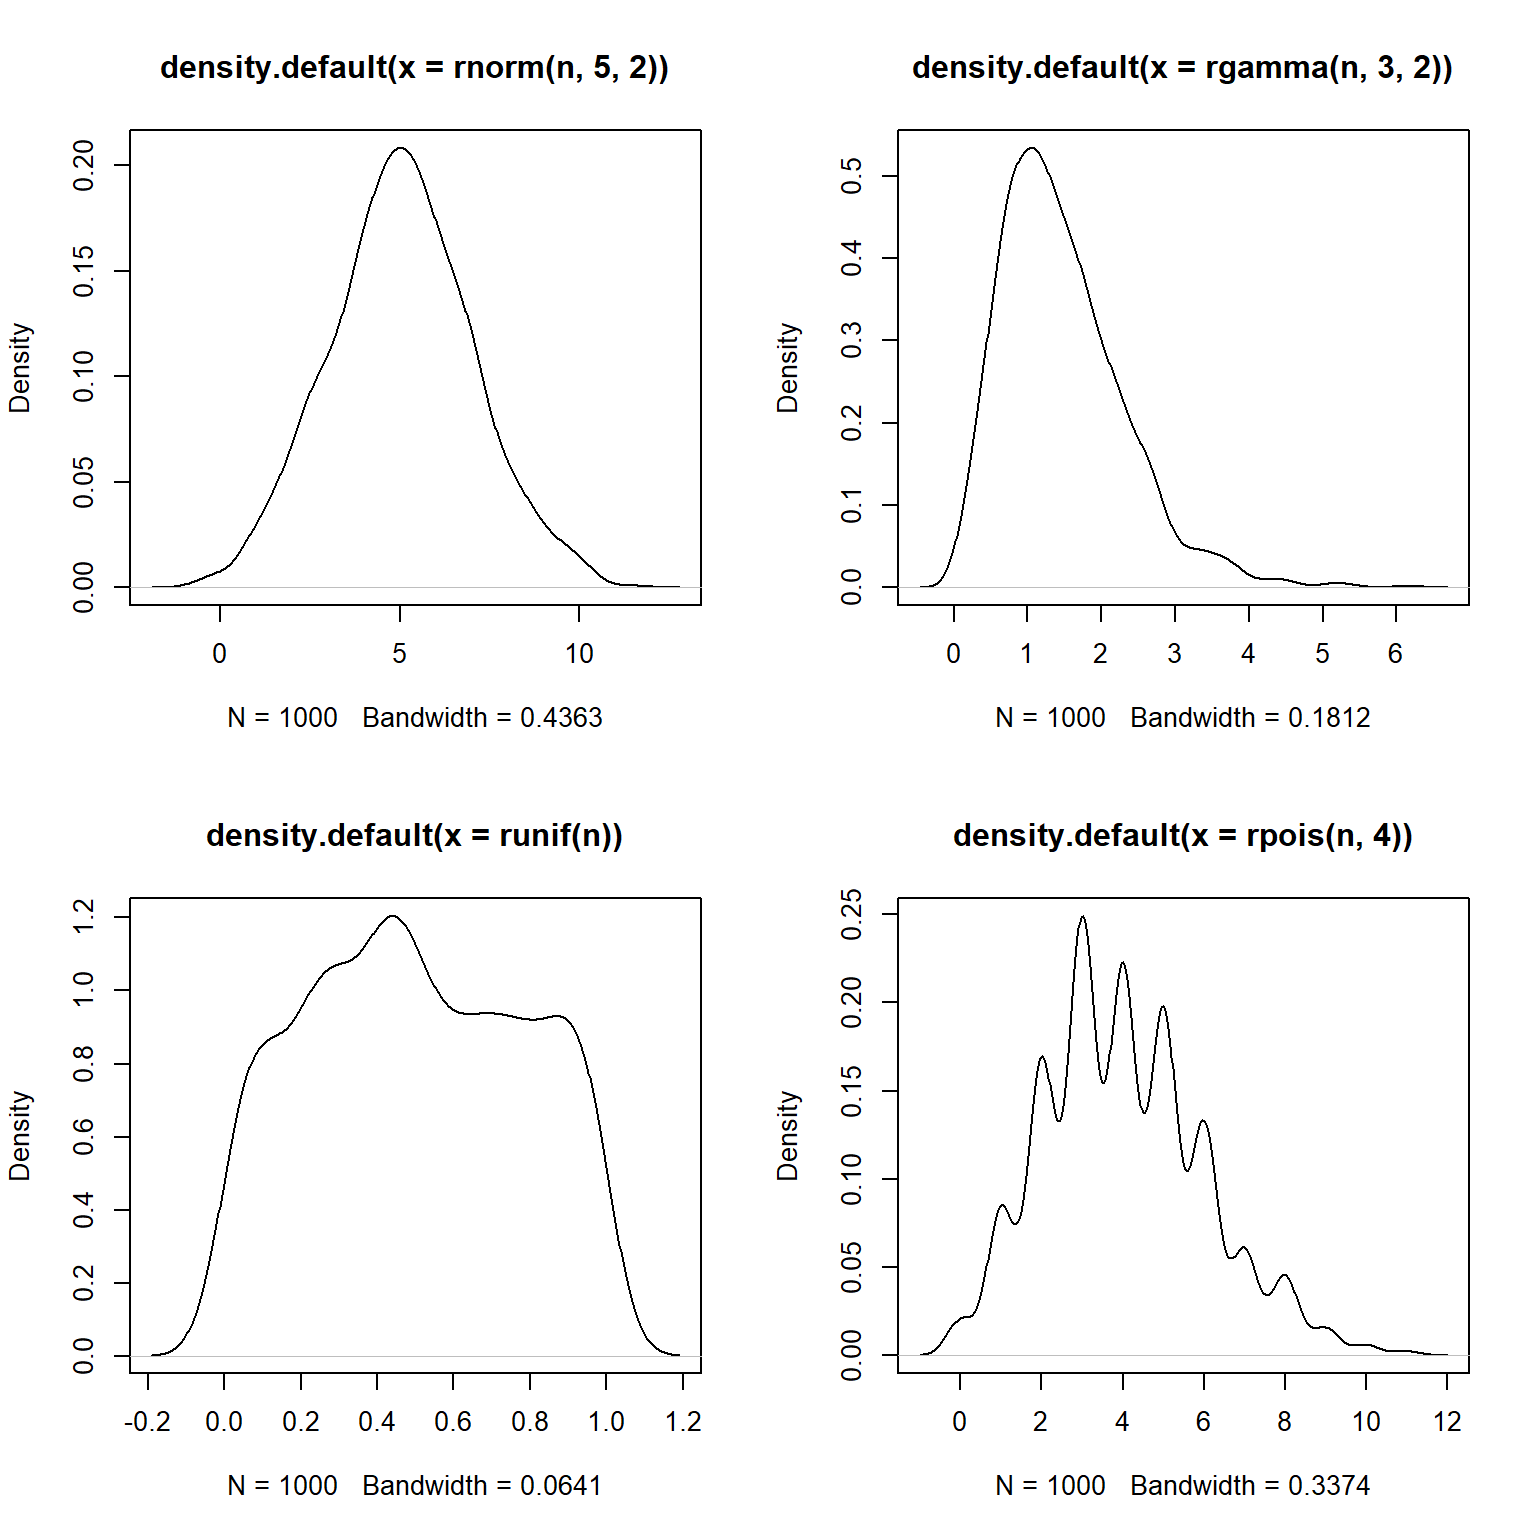 density.default(x = rnorm(n, 5, 2))
Density
0.00 0.05 0.10 0.15 0.20
0 5 10
N = 1000 Bandwidth = 0.4363
density.default(x = rgamma(n, 3, 2))
Density
0.0 0.1 0.2 0.3 0.4 0.5
0 1 2 3 4 5 6
N = 1000 Bandwidth = 0.1812
density.default(x = runif(n))
Density
0.0 0.2 0.4 0.6 0.8 1.0 1.2
-0.2 0.0 0.2 0.4 0.6 0.8 1.0 1.2
N = 1000 Bandwidth = 0.0641
density.default(x = rpois(n, 4))
Density
0.00 0.05 0.10 0.15 0.20 0.25
0 2 4 6 8 10 12
N = 1000 Bandwidth = 0.3374